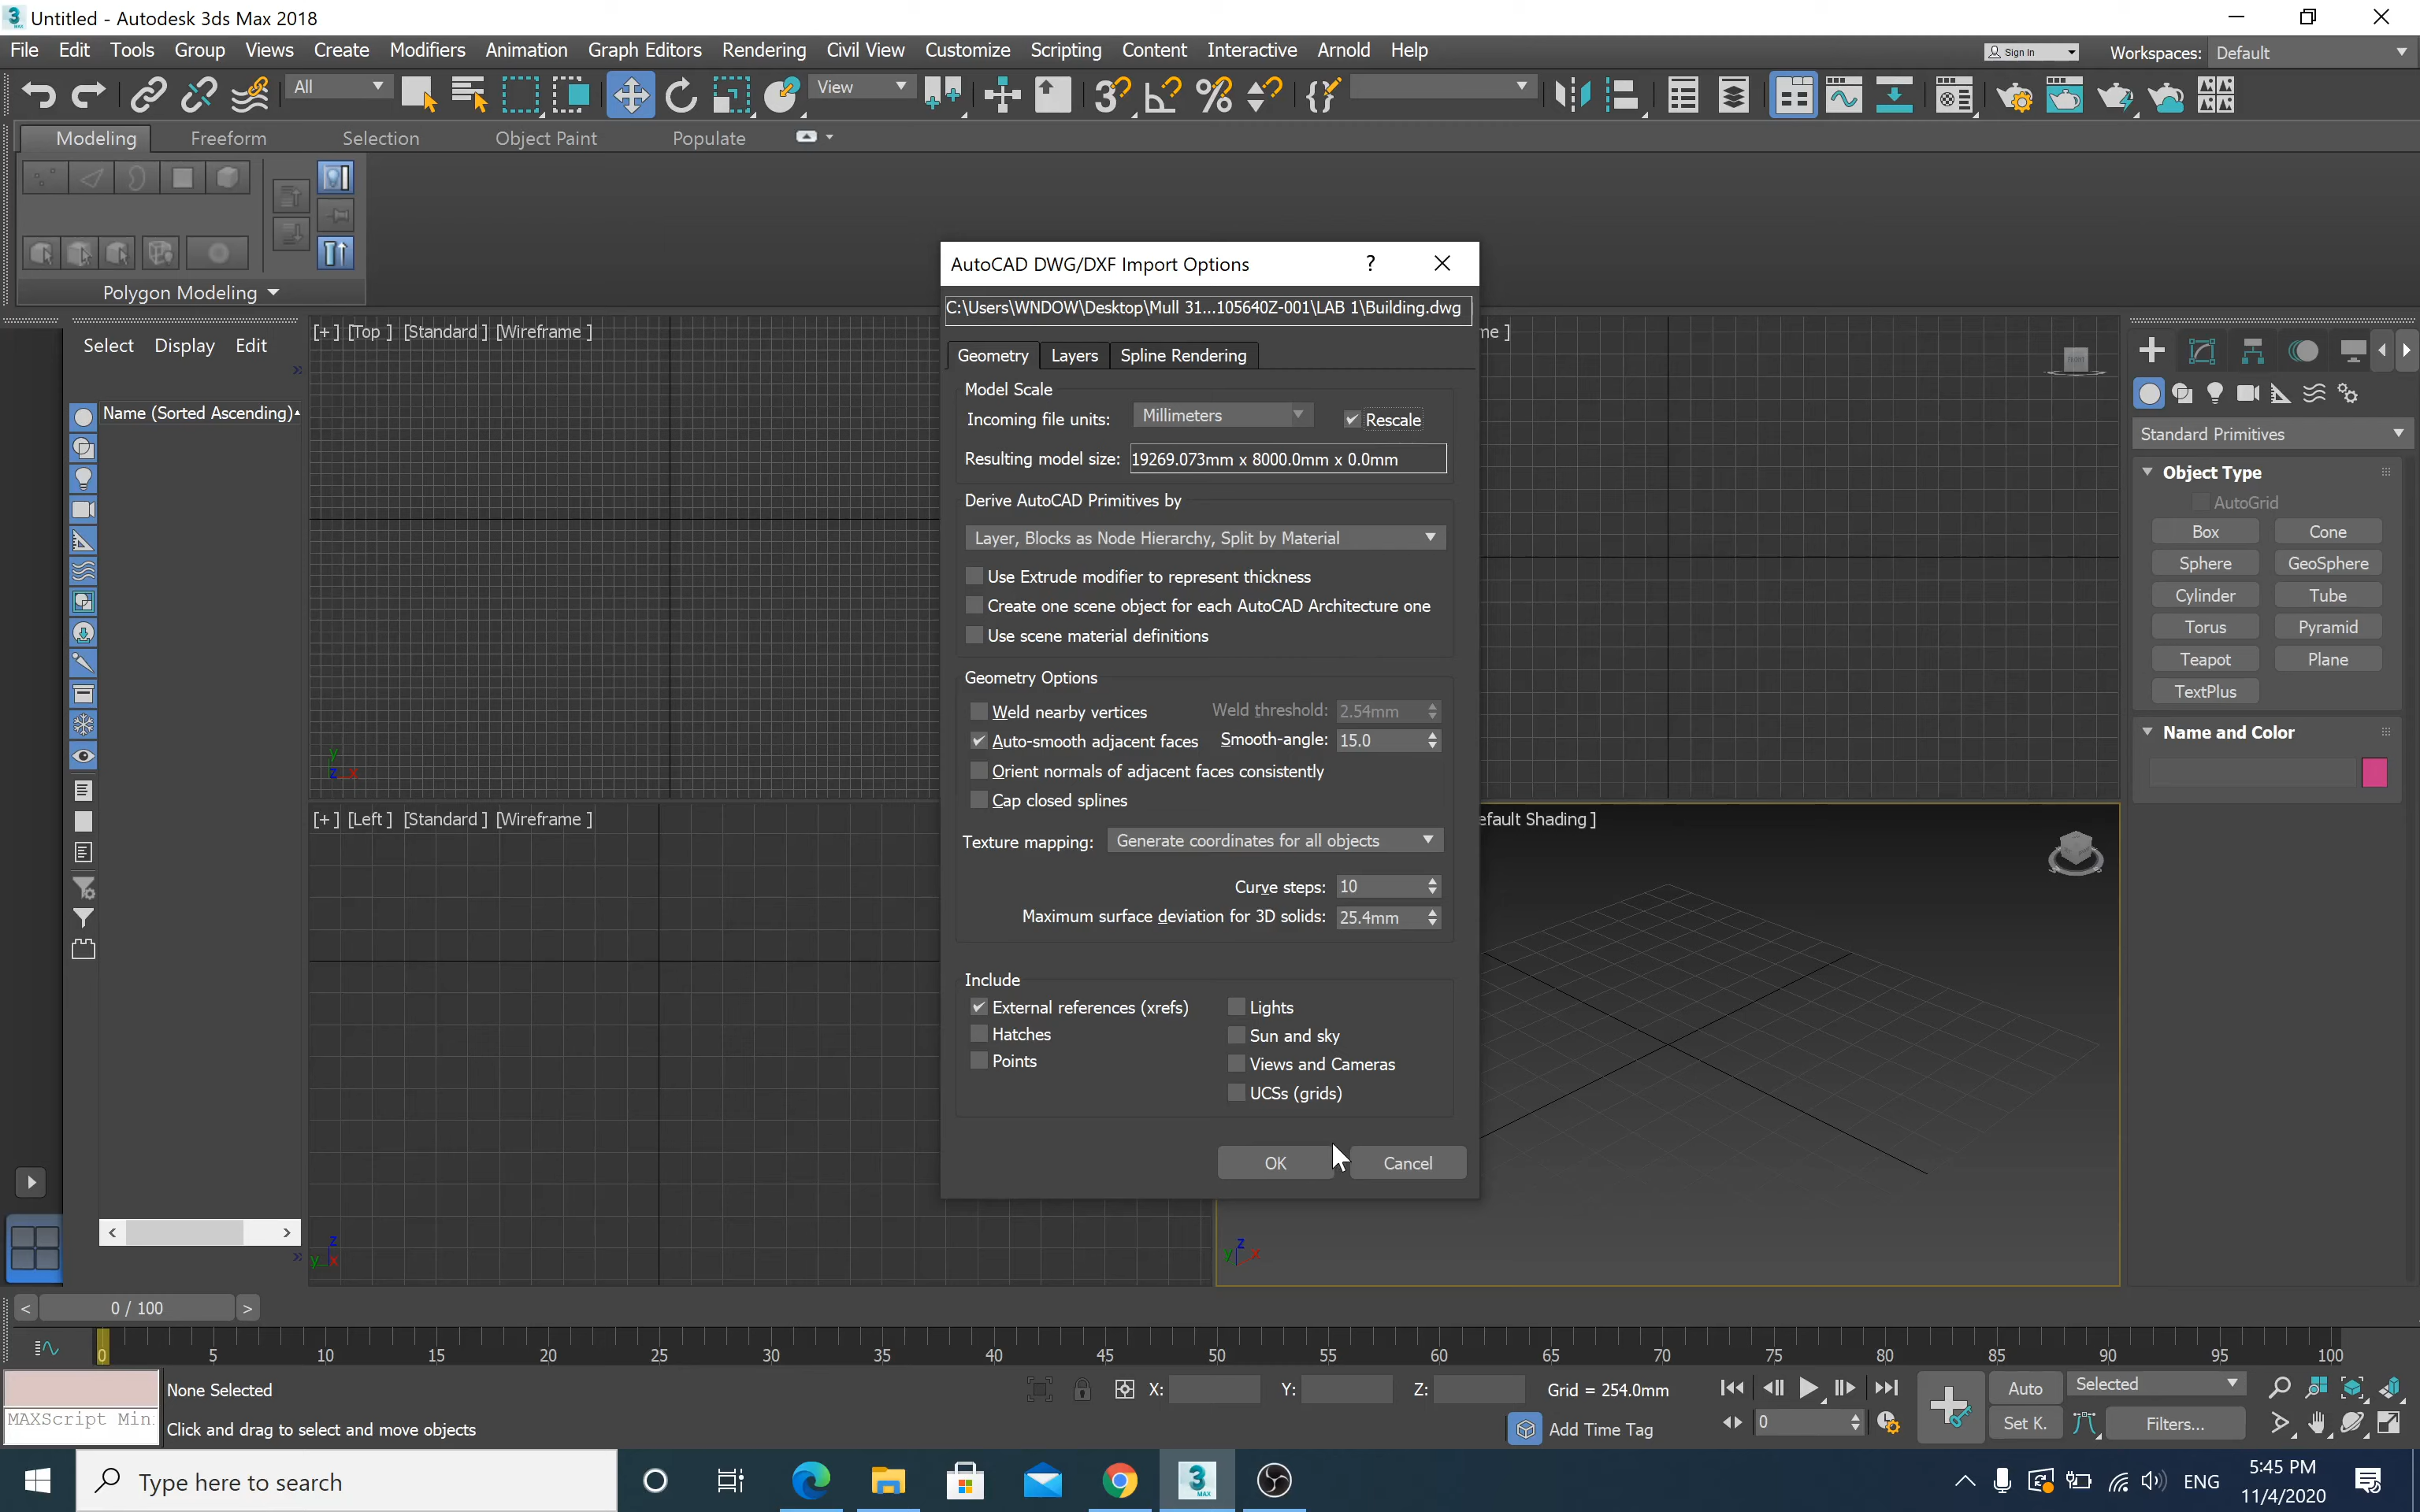 Untitled - Autodesk 3ds Max 2018
File Edit Tools Group Views Create Modifiers Animation Graph Editors Rendering Civil View Customize Scripting Content Interactive Arnold Help
Sign In
Workspaces: Default
All
View
Modeling Freeform Selection Object Paint Populate
Polygon Modeling
Select Display Edit
Name (Sorted Ascending)
[+] [Top ] [Standard ] [Wireframe ]
me ]
[+] [Left ] [Standard ] [Wireframe ]
efault Shading ]
AutoCAD DWG/DXF Import Options
?
C:\Users\WNDOW\Desktop\Mull 31...105640Z-001\LAB 1\Building.dwg
Geometry Layers Spline Rendering
Model Scale
Incoming file units: Millimeters Rescale
Resulting model size: 19269.073mm x 8000.0mm x 0.0mm
Derive AutoCAD Primitives by
Layer, Blocks as Node Hierarchy, Split by Material
Use Extrude modifier to represent thickness
Create one scene object for each AutoCAD Architecture one
Use scene material definitions
Geometry Options
Weld nearby vertices Weld threshold: 2.54mm
Auto-smooth adjacent faces Smooth-angle: 15.0
Orient normals of adjacent faces consistently
Cap closed splines
Texture mapping: Generate coordinates for all objects
Curve steps: 10
Maximum surface deviation for 3D solids: 25.4mm
Include
External references (xrefs) Lights
Hatches Sun and sky
Points Views and Cameras
UCSs (grids)
OK Cancel
Standard Primitives
Object Type
AutoGrid
Box Cone
Sphere GeoSphere
Cylinder Tube
Torus Pyramid
Teapot Plane
TextPlus
Name and Color
y
z x
z
y x
z
y x
< 0 / 100 >
0 5 10 15 20 25 30 35 40 45 50 55 60 65 70 75 80 85 90 95 100
None Selected
X: Y: Z: Grid = 254.0mm
Auto Selected
MAXScript Min
Click and drag to select and move objects
Add Time Tag
0
Set K. Filters...
Type here to search
3
MAX
ENG
5:45 PM
11/4/2020